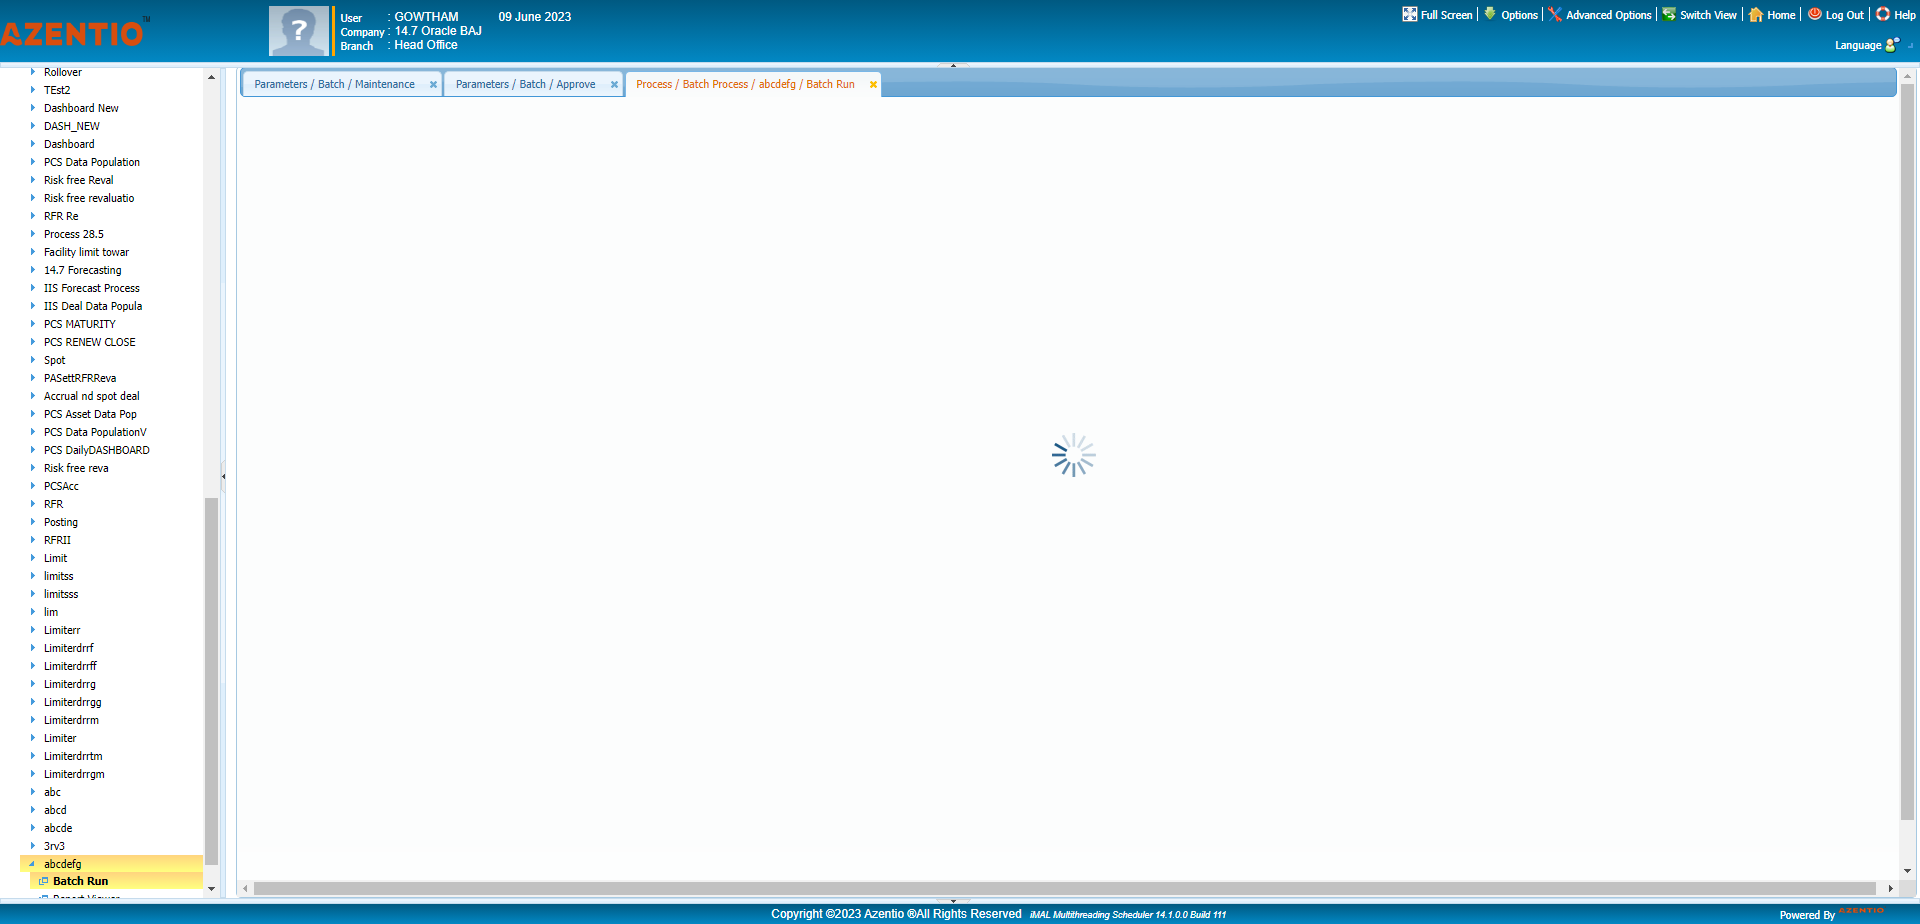 AZENTIO™
User : GOWTHAM 09 June 2023
Company : 14.7 Oracle BAJ
Branch : Head Office
Full Screen Options Advanced Options Switch View Home Log Out Help
Language
Parameters / Batch / Maintenance Parameters / Batch / Approve Process / Batch Process / abcdefg / Batch Run
Rollover
TEst2
Dashboard New
DASH_NEW
Dashboard
PCS Data Population
Risk free Reval
Risk free revaluatio
RFR Re
Process 28.5
Facility limit towar
14.7 Forecasting
IIS Forecast Process
IIS Deal Data Popula
PCS MATURITY
PCS RENEW CLOSE
Spot
PASettRFRReva
Accrual nd spot deal
PCS Asset Data Pop
PCS Data PopulationV
PCS DailyDASHBOARD
Risk free reva
PCSAcc
RFR
Posting
RFRII
Limit
limitss
limitsss
lim
Limiterr
Limiterdrrf
Limiterdrrff
Limiterdrrg
Limiterdrrgg
Limiterdrrm
Limiter
Limiterdrrtm
Limiterdrrgm
abc
abcd
abcde
3rv3
abcdefg
Batch Run
Report Viewer
Copyright ©2023 Azentio ®All Rights Reserved iMAL Multithreading Scheduler 14.1.0.0 Build 111
Powered By AZENTIO